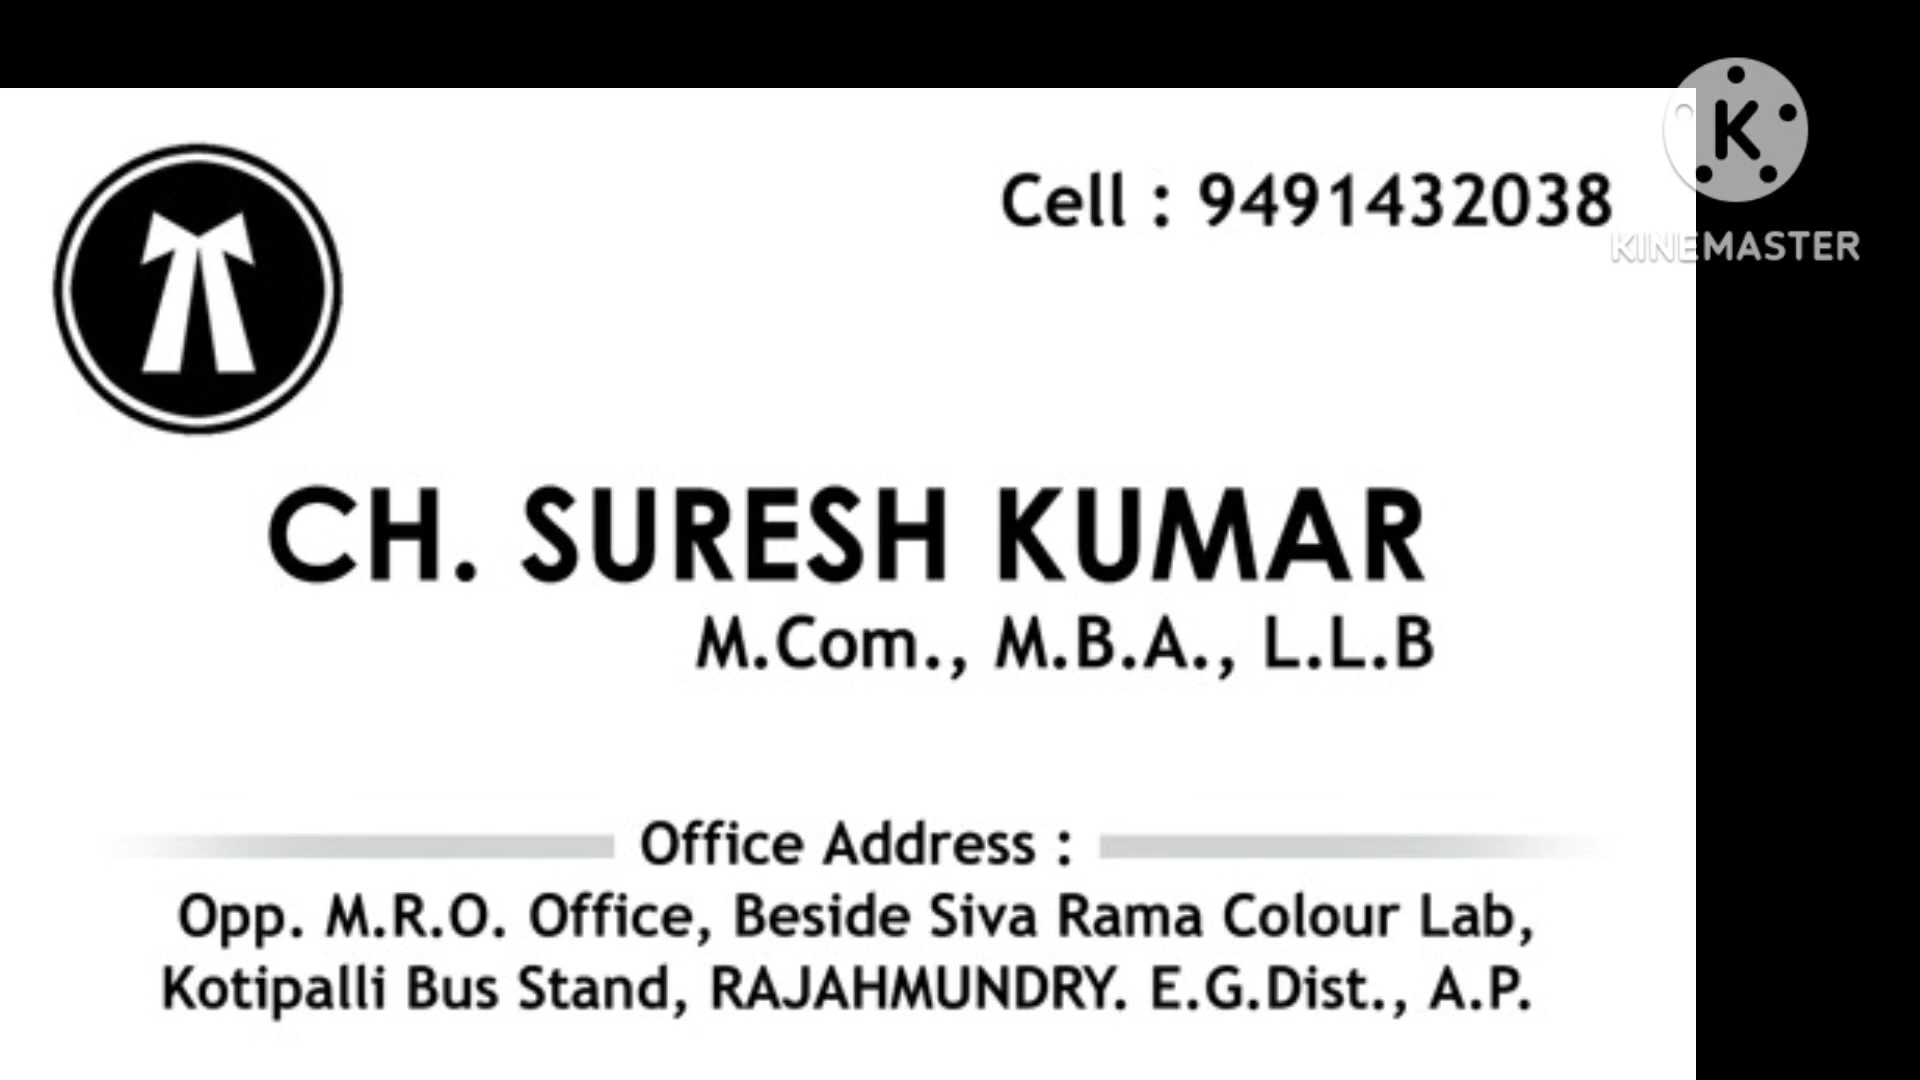 Cell : 9491432038
K
KINEMASTER
CH. SURESH KUMAR
M.Com., M.B.A., L.L.B
Office Address :
Opp. M.R.O. Office, Beside Siva Rama Colour Lab,
Kotipalli Bus Stand, RAJAHMUNDRY. E.G.Dist., A.P.